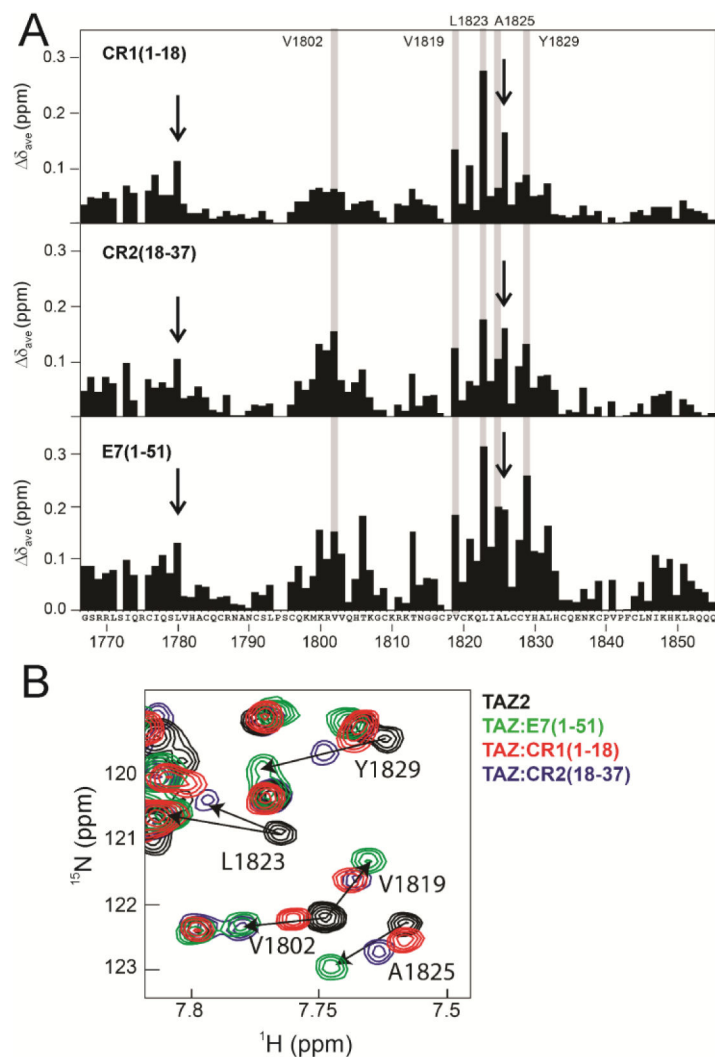 A
L1823 A1825
V1802 V1819 Y1829
CR1(1-18)
0.3
0.2
0.1
Δδave (ppm)
CR2(18-37)
0.3
0.2
0.1
Δδave (ppm)
E7(1-51)
0.3
0.2
0.1
0.0
Δδave (ppm)
GSRRLSIQRCIQSLVHACQCRNANCSLPSCQKMKRVVQHTKGCKRKTNGGCPVCKQLIALCCYHALHCQENKCPVPFCLNIKHKLRQQQ
1770 1780 1790 1800 1810 1820 1830 1840 1850
B
TAZ2
TAZ:E7(1-51)
TAZ:CR1(1-18)
TAZ:CR2(18-37)
119
120
121
122
123
15N (ppm)
Y1829
L1823
V1819
V1802
A1825
7.8 7.75 7.75 7.5
1H (ppm)